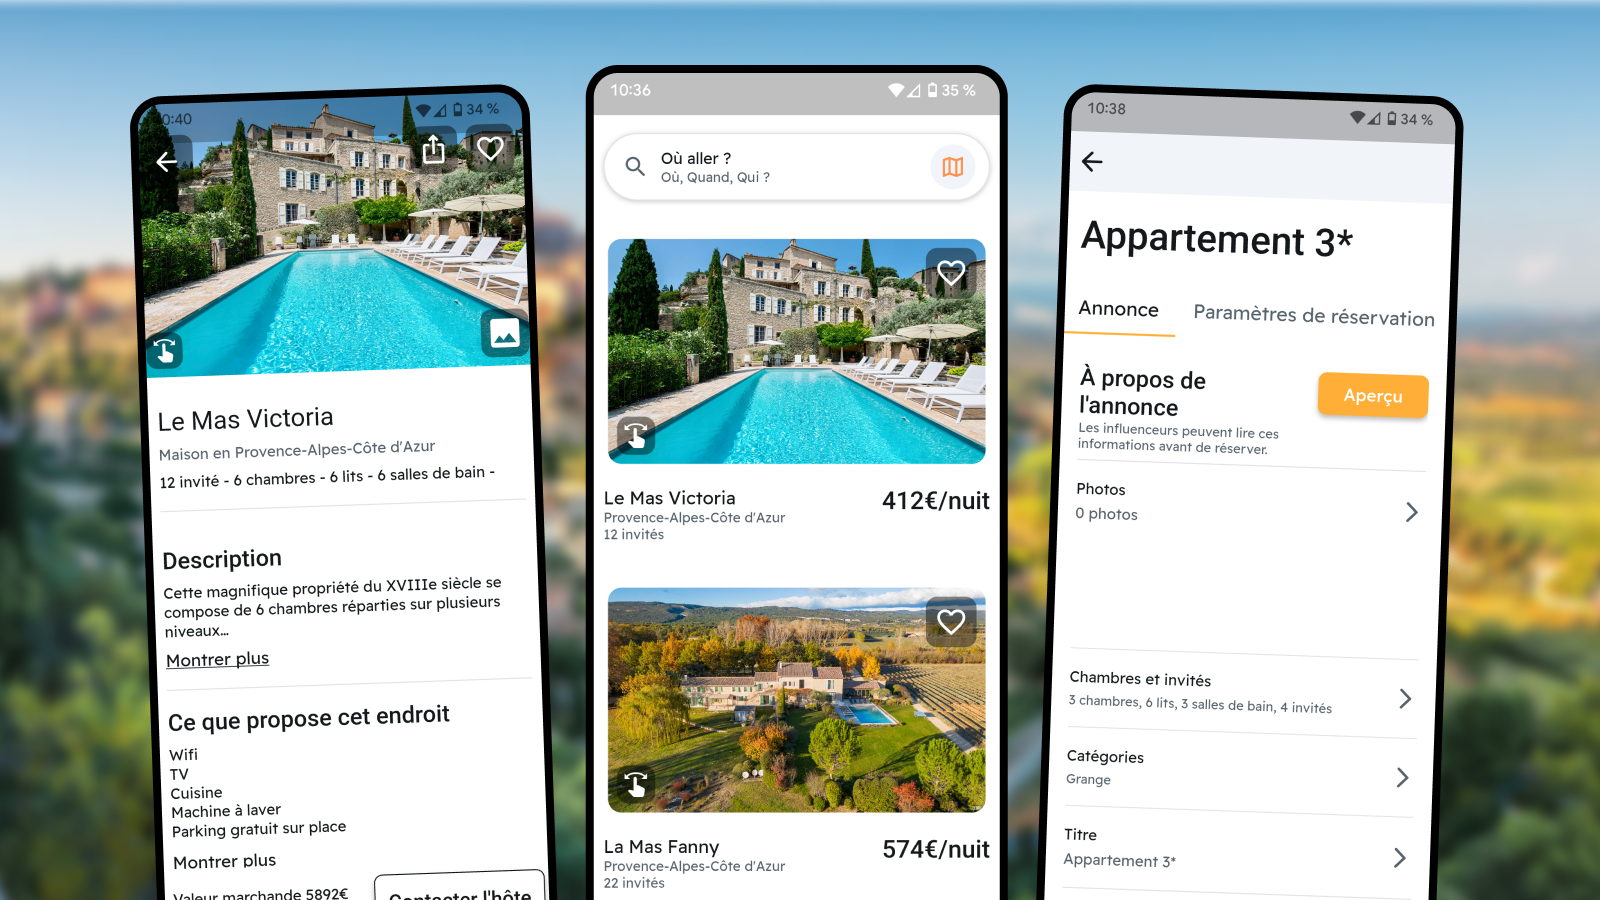 :40
34 %
Le Mas Victoria
Maison en Provence-Alpes-Côte d'Azur
12 invité - 6 chambres - 6 lits - 6 salles de bain -
Description
Cette magnifique propriété du XVIIIe siècle se
compose de 6 chambres réparties sur plusieurs
niveaux...
Montrer plus
Ce que propose cet endroit
Wifi
TV
Cuisine
Machine à laver
Parking gratuit sur place
Montrer plus
Valeur marchande 5892€
Contacter l'hôte
10:36
35 %
Où aller ?
Où, Quand, Qui ?
Le Mas Victoria
412€/nuit
Provence-Alpes-Côte d'Azur
12 invités
La Mas Fanny
574€/nuit
Provence-Alpes-Côte d'Azur
22 invités
10:38
34 %
Appartement 3*
Annonce
Paramètres de réservation
À propos de
l'annonce
Aperçu
Les influenceurs peuvent lire ces
informations avant de réserver.
Photos
0 photos
Chambres et invités
3 chambres, 6 lits, 3 salles de bain, 4 invités
Catégories
Grange
Titre
Appartement 3*